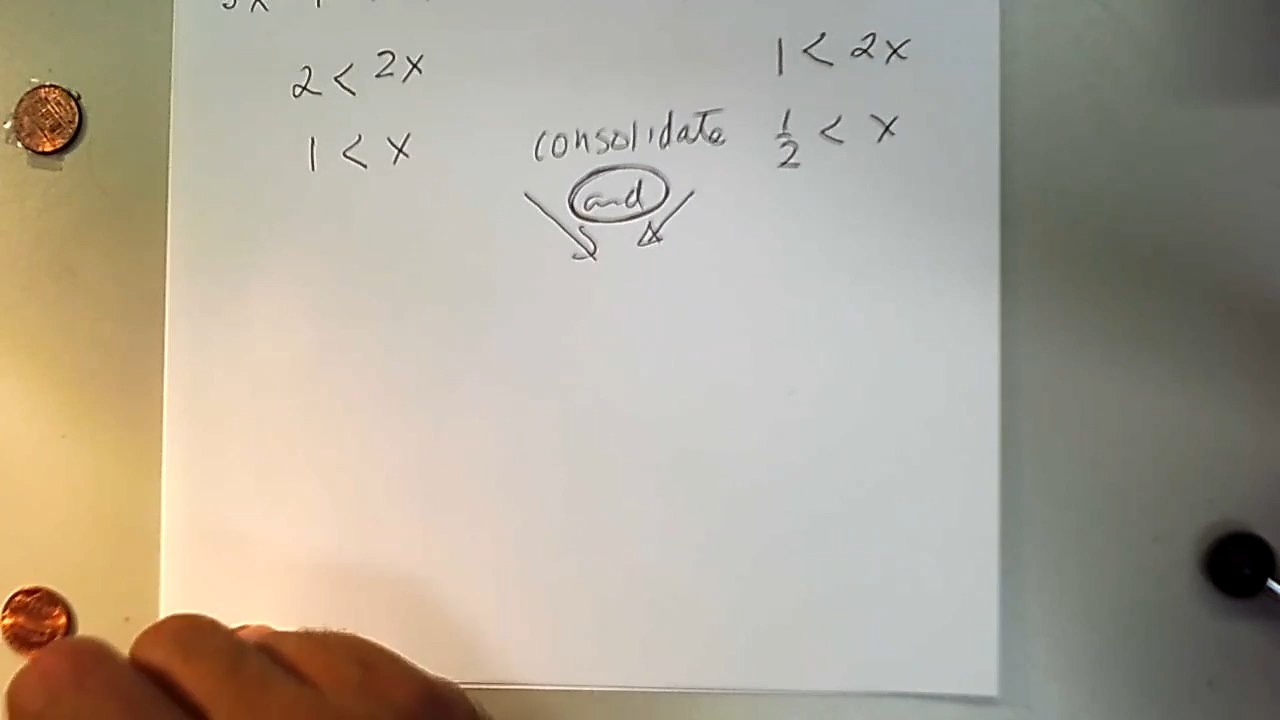 2 < 2x
1 < x
1 < 2x
consolidate
1/2 < x
and